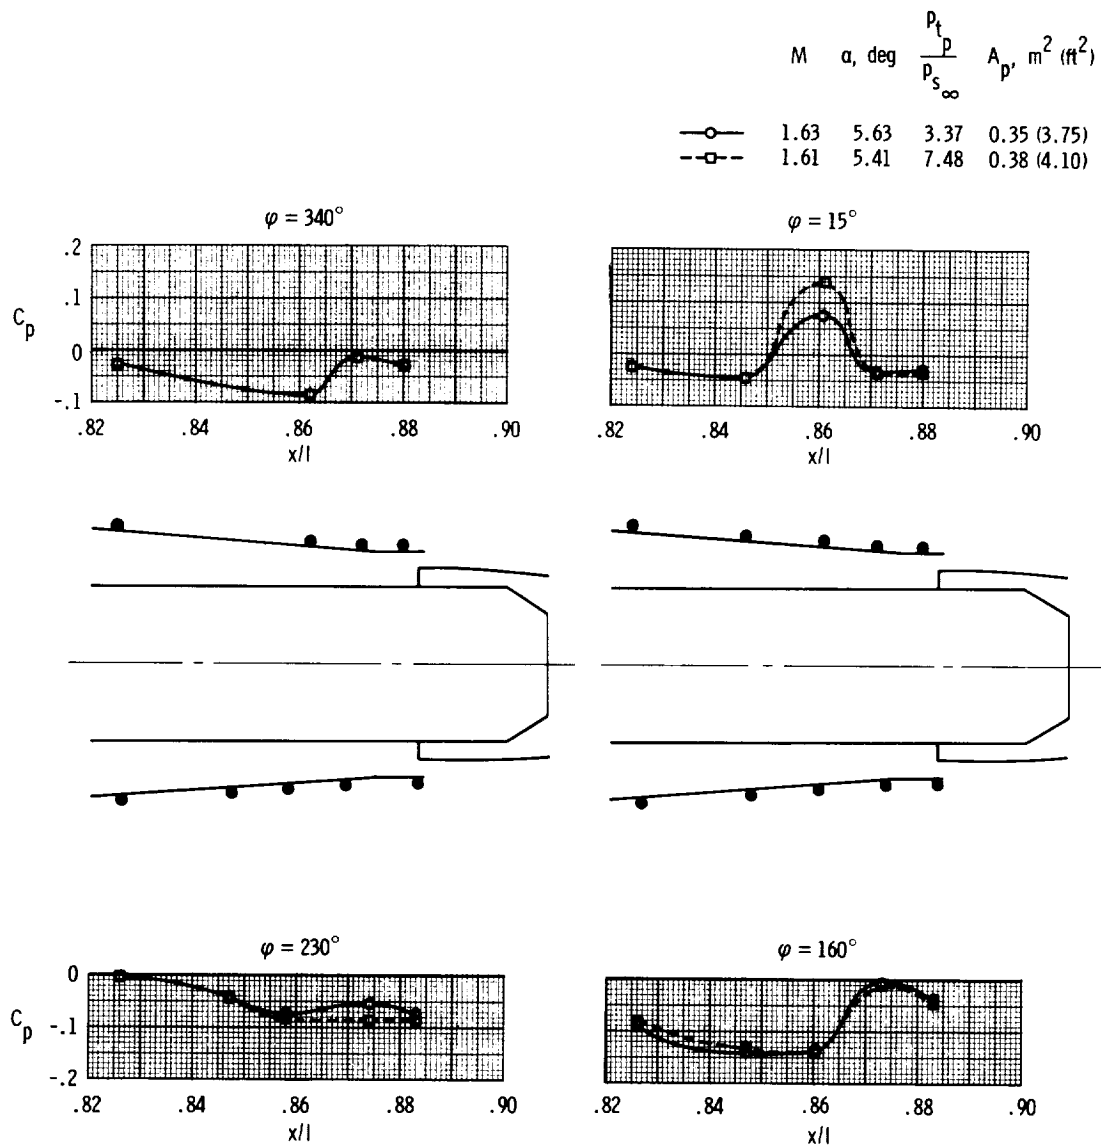 p_t_p
M α, deg p_s_∞ A_p, m² (ft²)
1.63 5.63 3.37 0.35 (3.75)
1.61 5.41 7.48 0.38 (4.10)
φ = 340°
φ = 15°
.2
.1
C_p
0
-.1
.82 .84 .86 .88 .90
x/l
.82 .84 .86 .88 .90
x/l
φ = 230°
φ = 160°
0
C_p -.1
-.2
.82 .84 .86 .88 .90
x/l
.82 .84 .86 .88 .90
x/l